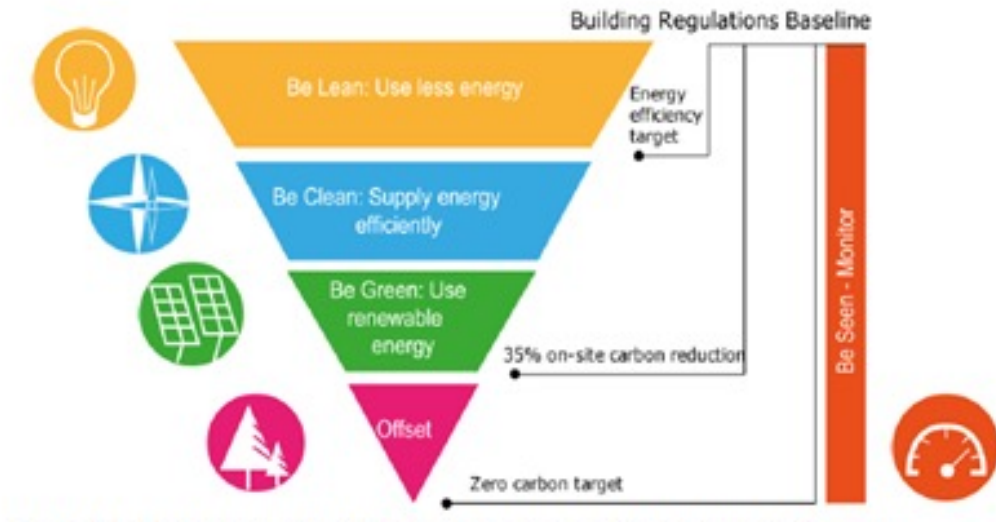 Building Regulations Baseline
Be Lean: Use less energy
Energy
efficiency
target
Be Clean: Supply energy
efficiently
Be Green: Use
renewable
energy
35% on-site carbon reduction
Offset
Zero carbon target
Be Seen - Monitor